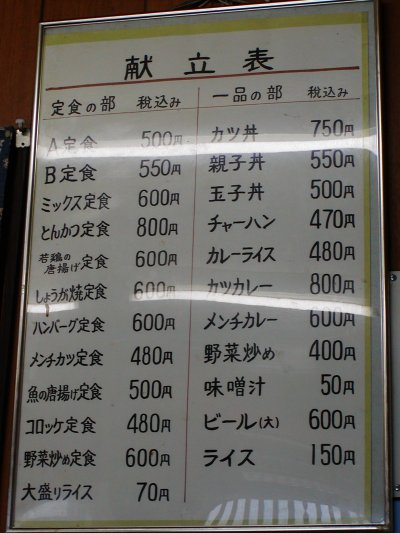 献立表
定食の部 税込み
A定食 500円
B定食 550円
ミックス定食 600円
とんかつ定食 800円
若鶏の唐揚げ定食 600円
しょうが焼定食 600円
ハンバーグ定食 600円
メンチカツ定食 480円
魚の唐揚げ定食 500円
コロッケ定食 480円
野菜炒め定食 600円
大盛りライス 70円
一品の部 税込み
カツ丼 750円
親子丼 550円
玉子丼 500円
チャーハン 470円
カレーライス 480円
カツカレー 800円
メンチカレー 600円
野菜炒め 400円
味噌汁 50円
ビール(大) 600円
ライス 150円